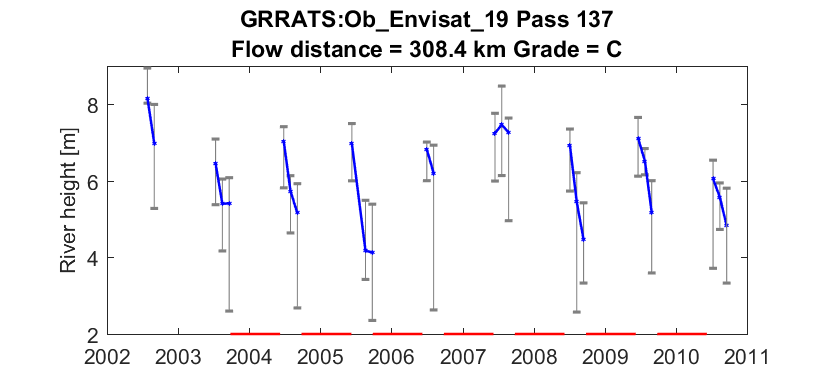 GRRATS:Ob_Envisat_19 Pass 137
Flow distance = 308.4 km Grade = C
River height [m]
8
6
4
2
2002 2003 2004 2005 2006 2007 2008 2009 2010 2011